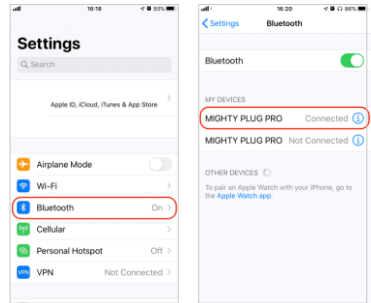 16:18
93%
Settings
Search
Apple ID, iCloud, iTunes & App Store
Airplane Mode
Wi-Fi
Bluetooth On
Cellular
Personal Hotspot Off
VPN VPN Not Connected
16:20
86%
Settings Bluetooth
Bluetooth
MY DEVICES
MIGHTY PLUG PRO Connected
MIGHTY PLUG PRO Not Connected
OTHER DEVICES
To pair an Apple Watch with your iPhone, go to
the Apple Watch app.